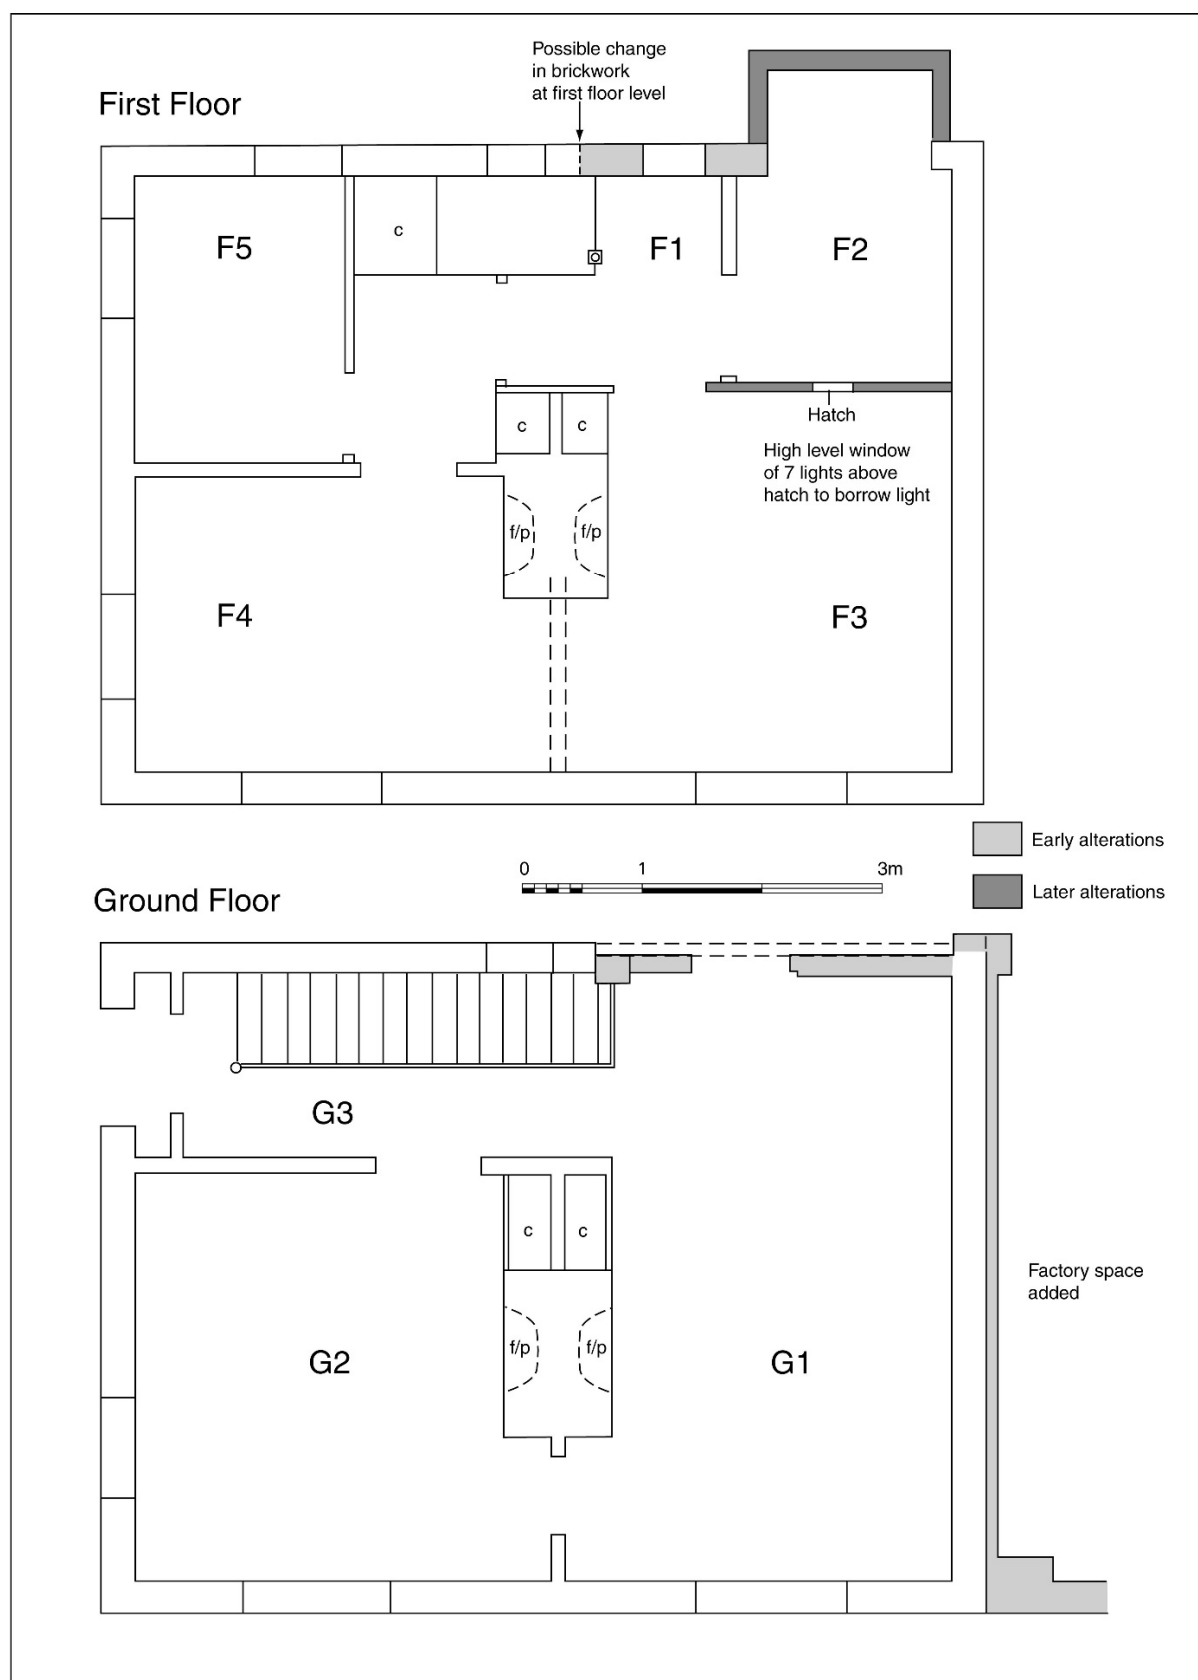 Possible change
in brickwork
at first floor level
First Floor
F5
c
F1
F2
Hatch
c
c
High level window
of 7 lights above
hatch to borrow light
f/p
f/p
F4
F3
Early alterations
0
1
3m
Later alterations
Ground Floor
G3
c
c
Factory space
added
f/p
f/p
G2
G1